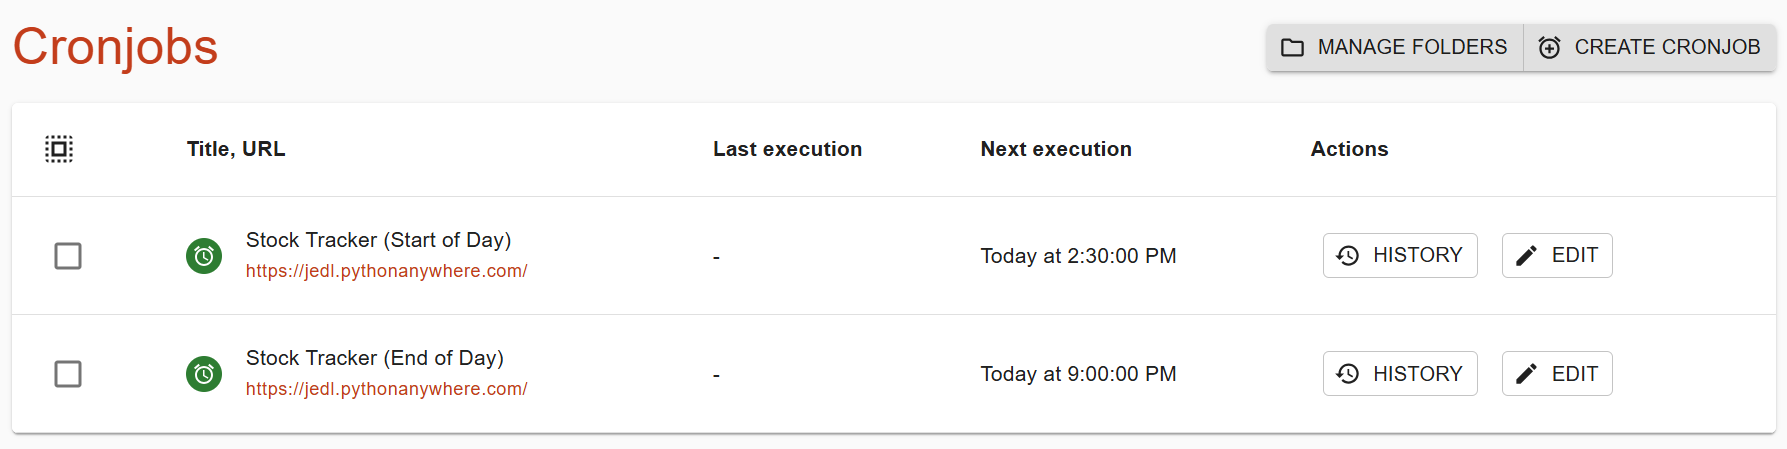 Cronjobs
MANAGE FOLDERS
CREATE CRONJOB
Title, URL
Last execution
Next execution
Actions
Stock Tracker (Start of Day)
https://jedl.pythonanywhere.com/
-
Today at 2:30:00 PM
HISTORY
EDIT
Stock Tracker (End of Day)
https://jedl.pythonanywhere.com/
-
Today at 9:00:00 PM
HISTORY
EDIT